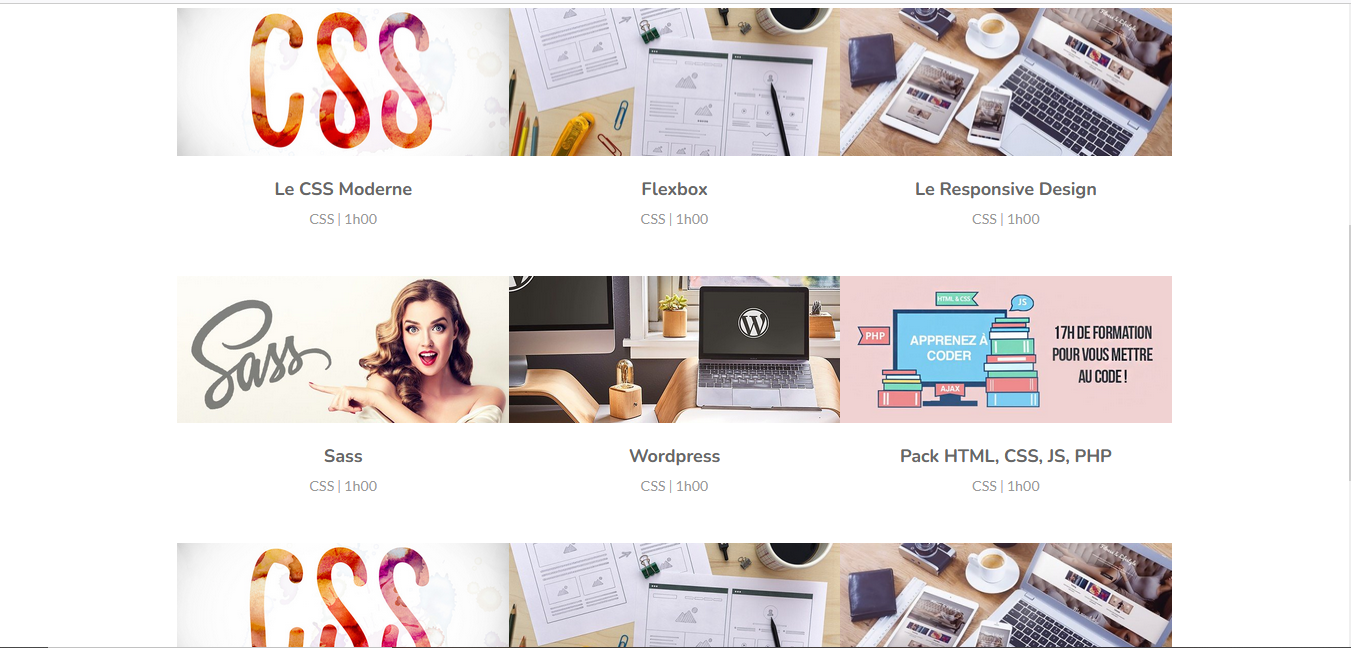 CSS
Le CSS Moderne
Flexbox
Le Responsive Design
CSS | 1h00
CSS | 1h00
CSS | 1h00
Sass
HTML & CSS
JS
PHP
APPRENEZ À
CODER
AJAX
17H DE FORMATION
POUR VOUS METTRE
AU CODE !
Sass
Wordpress
Pack HTML, CSS, JS, PHP
CSS | 1h00
CSS | 1h00
CSS | 1h00
CSS